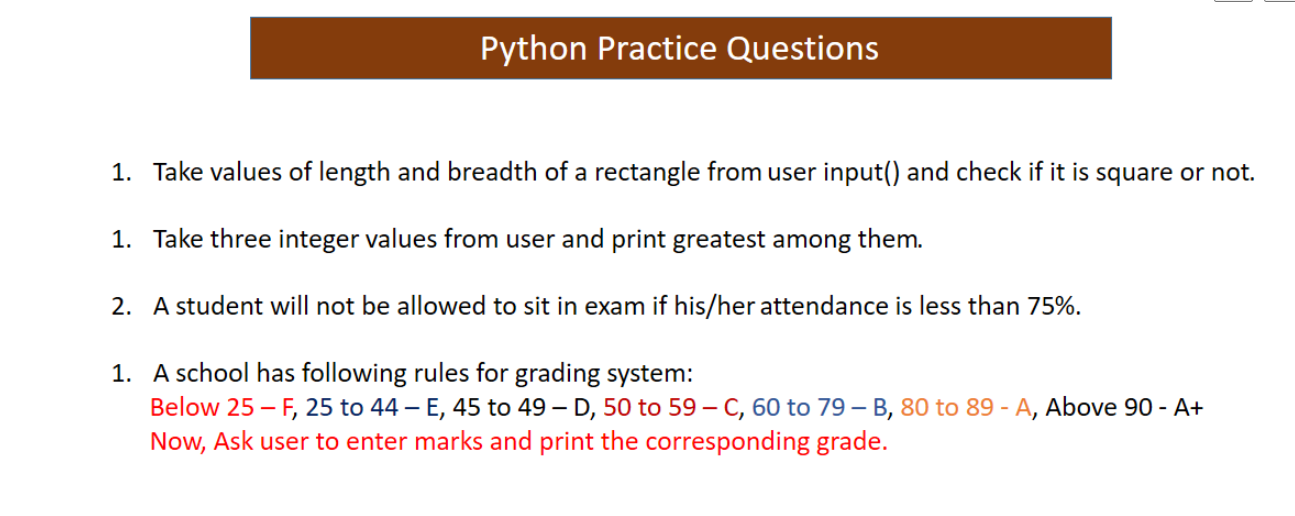 Python Practice Questions
1. Take values of length and breadth of a rectangle from user input() and check if it is square or not.
1. Take three integer values from user and print greatest among them.
2. A student will not be allowed to sit in exam if his/her attendance is less than 75%.
1. A school has following rules for grading system:
Below 25 – F, 25 to 44 – E, 45 to 49 – D, 50 to 59 – C, 60 to 79 – B, 80 to 89 - A, Above 90 - A+
Now, Ask user to enter marks and print the corresponding grade.